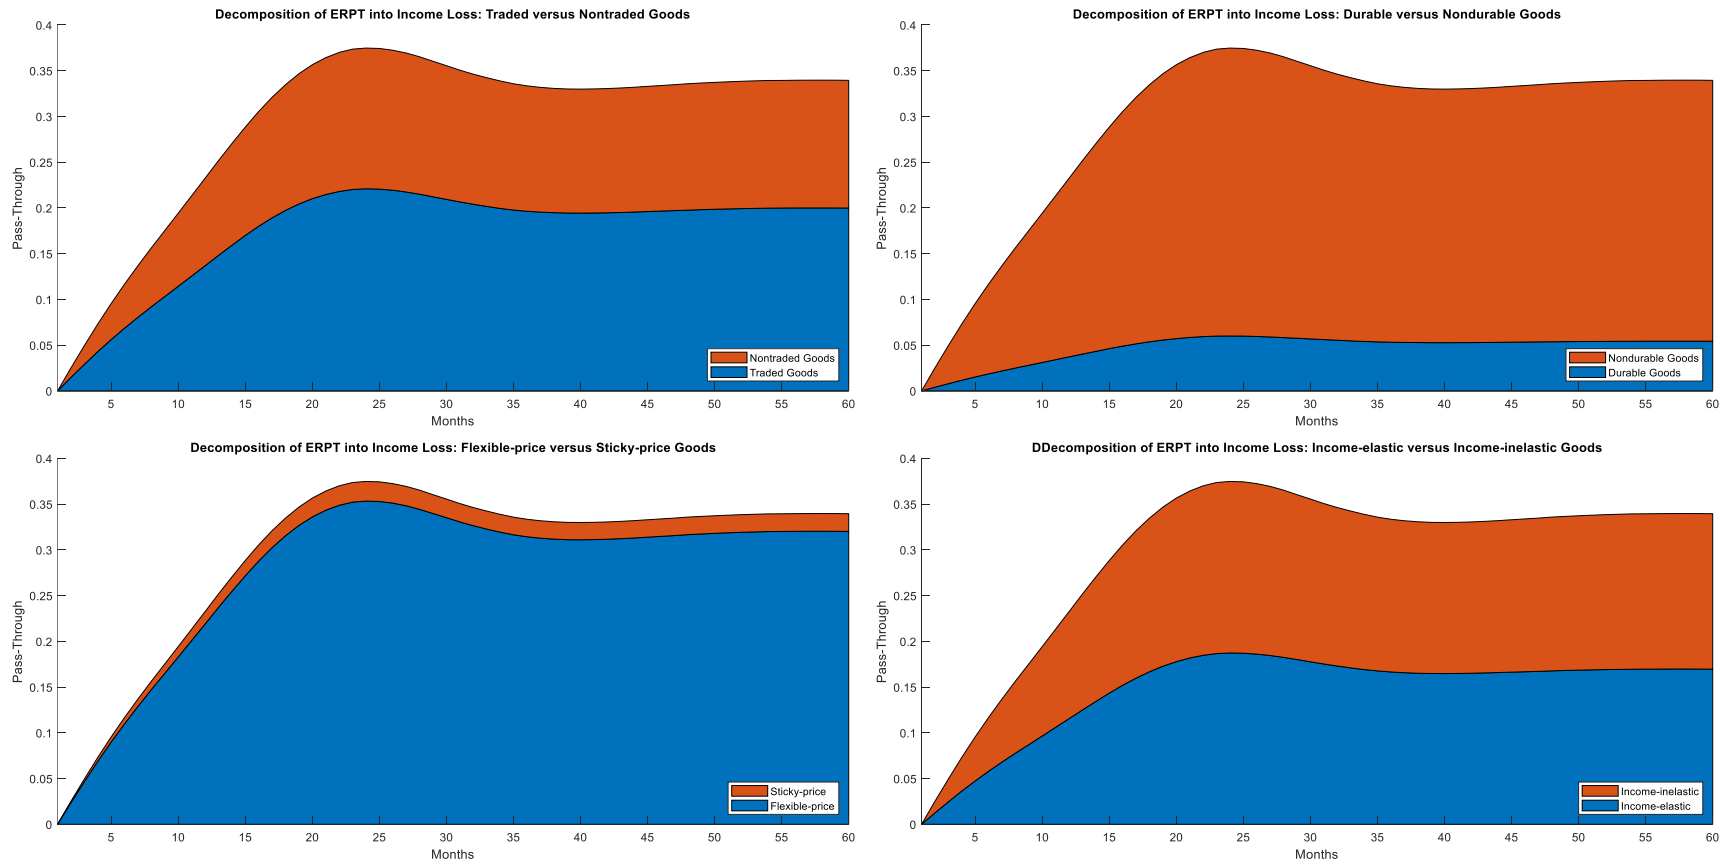 Decomposition of ERPT into Income Loss: Traded versus Nontraded Goods
0.4
0.35
0.3
0.25
0.2
0.15
0.1
0.05
0
Pass-Through
5 10 15 20 25 30 35 40 45 50 55 60
Months
Nontraded Goods
Traded Goods
Decomposition of ERPT into Income Loss: Durable versus Nondurable Goods
0.4
0.35
0.3
0.25
0.2
0.15
0.1
0.05
0
Pass-Through
5 10 15 20 25 30 35 40 45 50 55 60
Months
Nondurable Goods
Durable Goods
Decomposition of ERPT into Income Loss: Flexible-price versus Sticky-price Goods
0.4
0.35
0.3
0.25
0.2
0.15
0.1
0.05
0
Pass-Through
5 10 15 20 25 30 35 40 45 50 55 60
Months
Sticky-price
Flexible-price
DDecomposition of ERPT into Income Loss: Income-elastic versus Income-inelastic Goods
0.4
0.35
0.3
0.25
0.2
0.15
0.1
0.05
0
Pass-Through
5 10 15 20 25 30 35 40 45 50 55 60
Months
Income-inelastic
Income-elastic